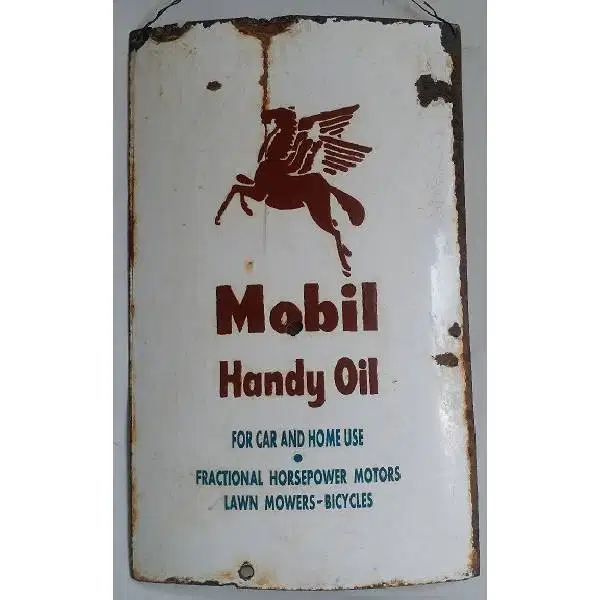 Mobil
Handy Oil
FOR CAR AND HOME USE
•
FRACTIONAL HORSEPOWER MOTORS
LAWN MOWERS-BICYCLES